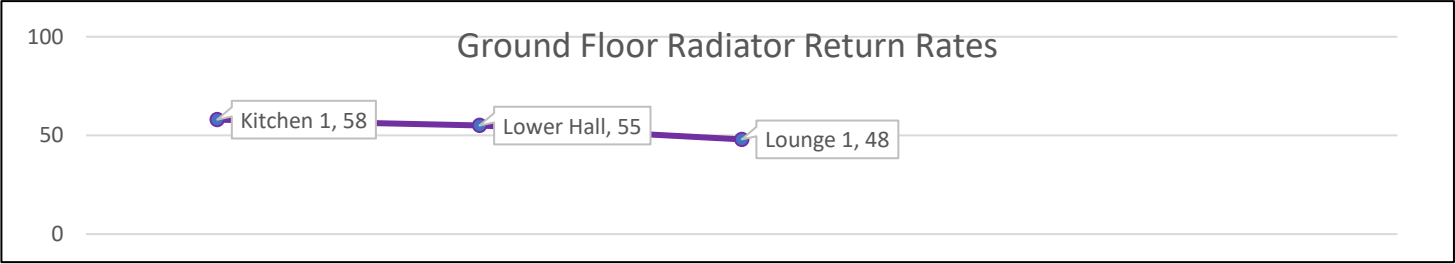 Ground Floor Radiator Return Rates
100
50
0
Kitchen 1, 58
Lower Hall, 55
Lounge 1, 48